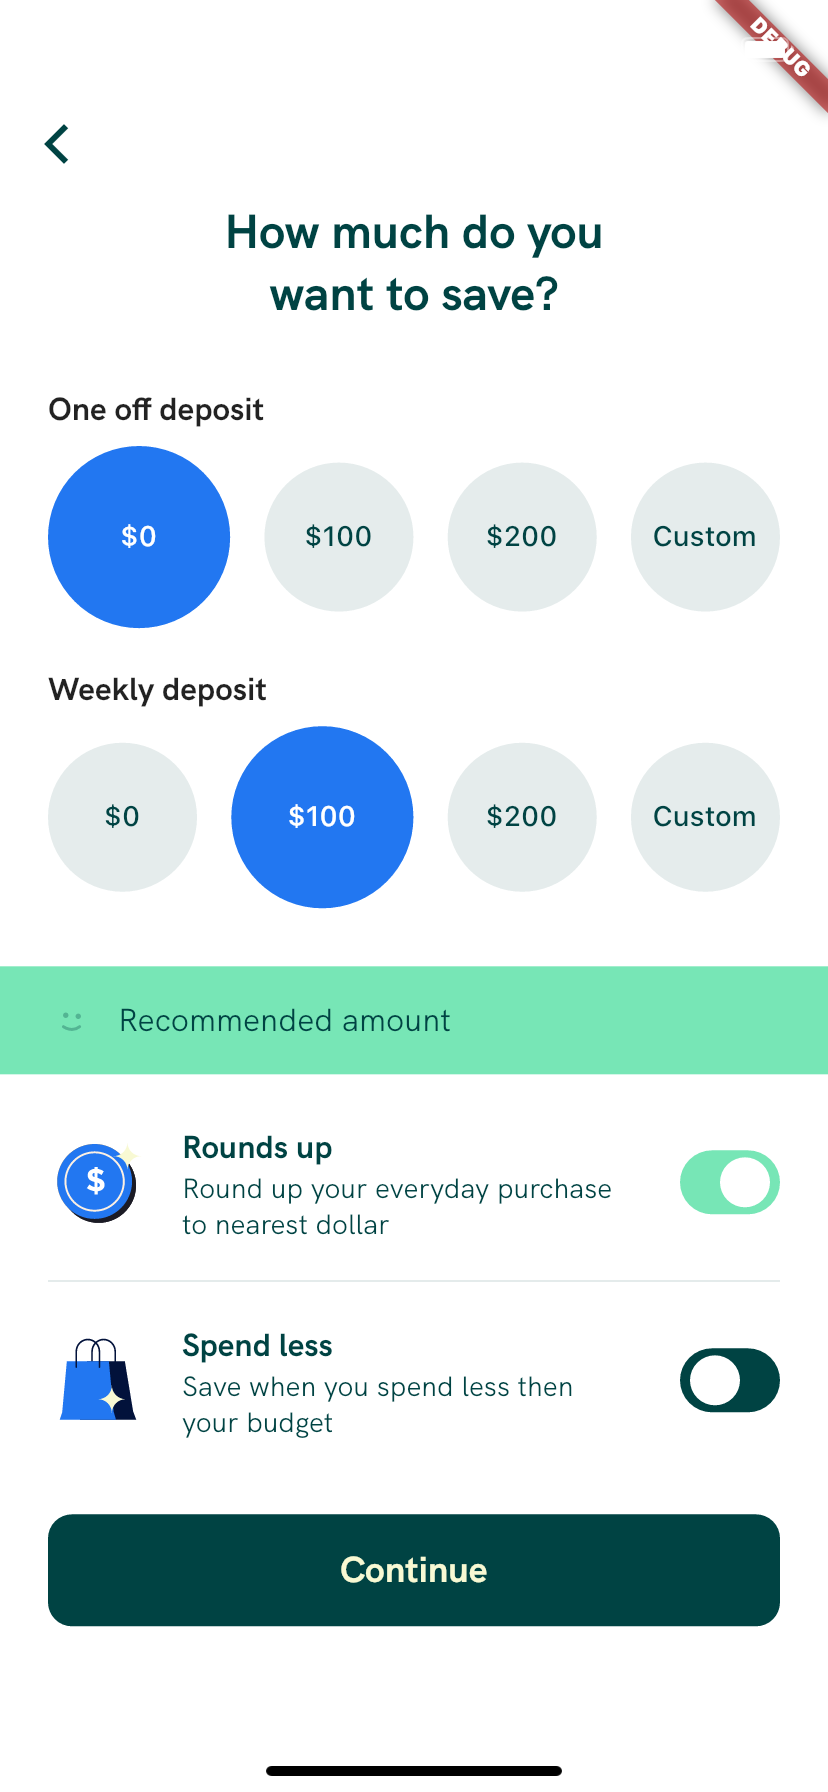 DEBUG
How much do you
want to save?
One off deposit
$0 $100 $200 Custom
Weekly deposit
$0 $100 $200 Custom
Recommended amount
$
Rounds up
Round up your everyday purchase
to nearest dollar
Spend less
Save when you spend less then
your budget
Continue